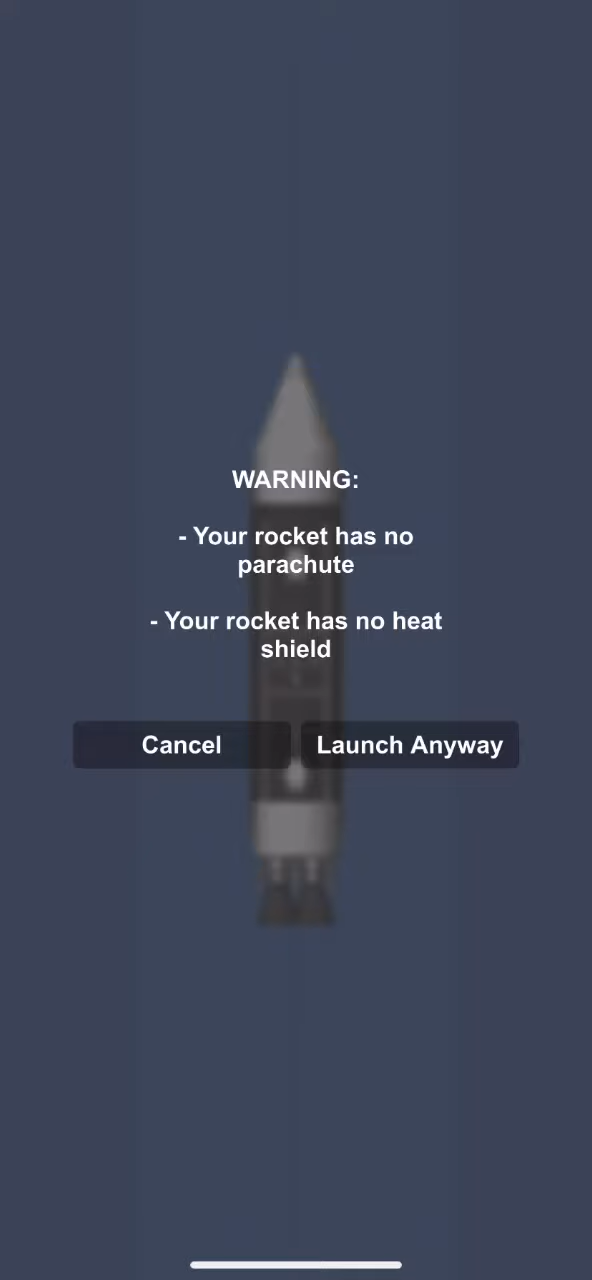 WARNING:
- Your rocket has no
parachute
- Your rocket has no heat
shield
Cancel
Launch Anyway